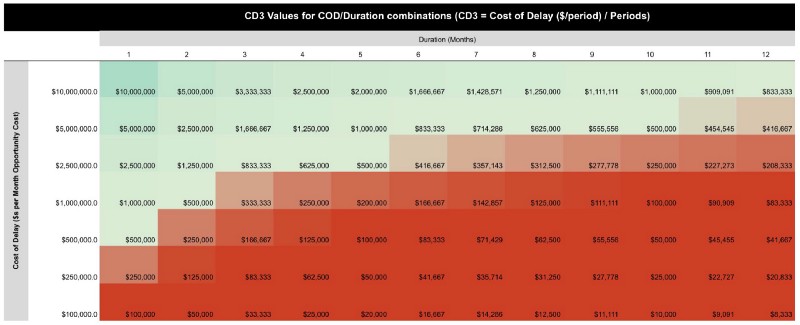 CD3 Values for COD/Duration combinations (CD3 = Cost of Delay ($/period) / Periods)
Duration (Months)
1 2 3 4 5 6 7 8 9 10 11 12
Cost of Delay ($s per Month Opportunity Cost)
$10,000,000.0 $10,000,000 $5,000,000 $3,333,333 $2,500,000 $2,000,000 $1,666,667 $1,428,571 $1,250,000 $1,111,111 $1,000,000 $909,091 $833,333
$5,000,000.0 $5,000,000 $2,500,000 $1,666,667 $1,250,000 $1,000,000 $833,333 $714,286 $625,000 $555,556 $500,000 $454,545 $416,667
$2,500,000.0 $2,500,000 $1,250,000 $833,333 $625,000 $500,000 $416,667 $357,143 $312,500 $277,778 $250,000 $227,273 $208,333
$1,000,000.0 $1,000,000 $500,000 $333,333 $250,000 $200,000 $166,667 $142,857 $125,000 $111,111 $100,000 $90,909 $83,333
$500,000.0 $500,000 $250,000 $166,667 $125,000 $100,000 $83,333 $71,429 $62,500 $55,556 $50,000 $45,455 $41,667
$250,000.0 $250,000 $125,000 $83,333 $62,500 $50,000 $41,667 $35,714 $31,250 $27,778 $25,000 $22,727 $20,833
$100,000.0 $100,000 $50,000 $33,333 $25,000 $20,000 $16,667 $14,286 $12,500 $11,111 $10,000 $9,091 $8,333